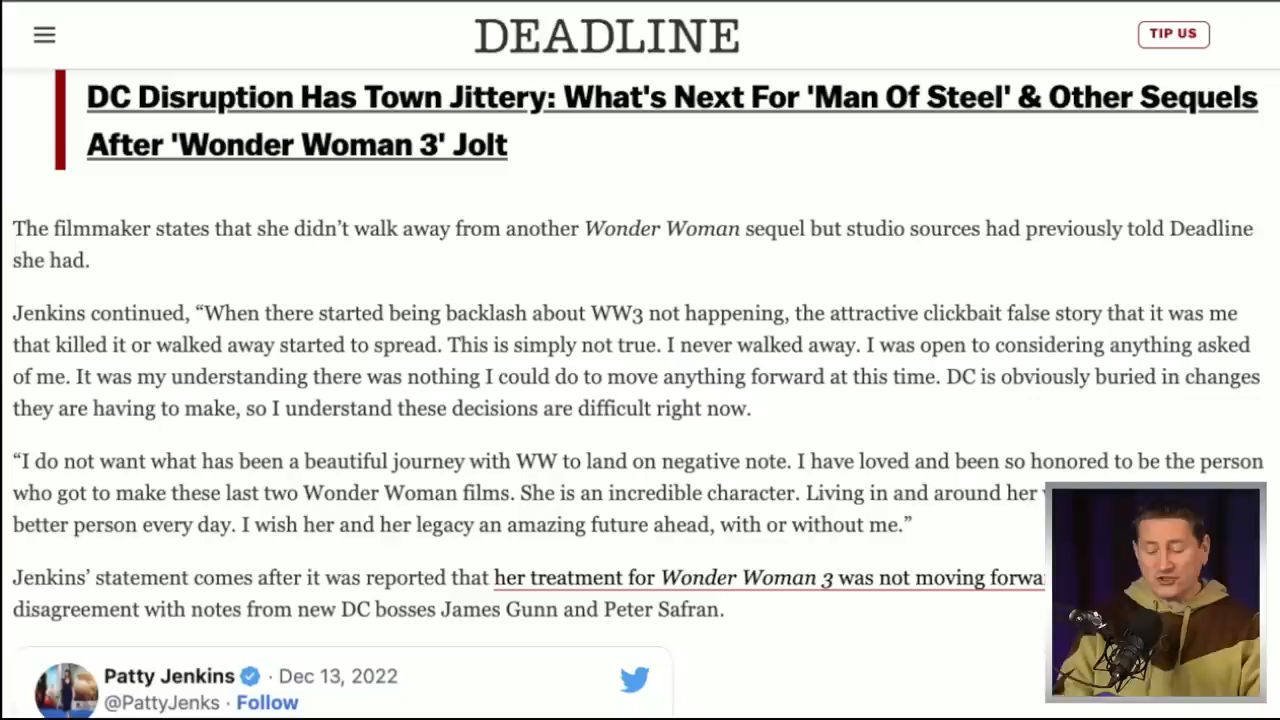 DEADLINE
TIP US
DC Disruption Has Town Jittery: What's Next For 'Man Of Steel' & Other Sequels
After 'Wonder Woman 3' Jolt
The filmmaker states that she didn’t walk away from another Wonder Woman sequel but studio sources had previously told Deadline
she had.
Jenkins continued, “When there started being backlash about WW3 not happening, the attractive clickbait false story that it was me
that killed it or walked away started to spread. This is simply not true. I never walked away. I was open to considering anything asked
of me. It was my understanding there was nothing I could do to move anything forward at this time. DC is obviously buried in changes
they are having to make, so I understand these decisions are difficult right now.
“I do not want what has been a beautiful journey with WW to land on negative note. I have loved and been so honored to be the person
who got to make these last two Wonder Woman films. She is an incredible character. Living in and around her
better person every day. I wish her and her legacy an amazing future ahead, with or without me.”
Jenkins’ statement comes after it was reported that her treatment for Wonder Woman 3 was not moving
disagreement with notes from new DC bosses James Gunn and Peter Safran.
Patty Jenkins · Dec 13, 2022
@PattyJenks · Follow